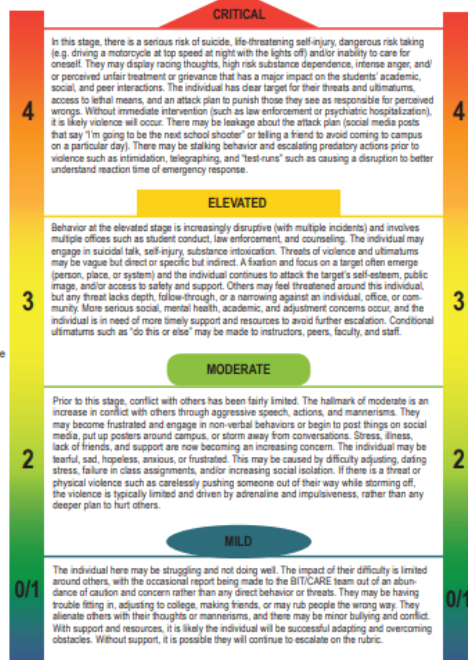 CRITICAL
In this stage, there is a serious risk of suicide, life-threatening self-injury, dangerous risk taking
(e.g. driving a motorcycle at top speed at night with the lights off) and/or inability to care for
oneself. They may display racing thoughts, high risk substance dependence, intense anger, and/
or perceived unfair treatment or grievance that has a major impact on the students' academic,
social, and peer interactions. The individual has clear target for their threats and ultimatums,
access to lethal means, and an attack plan to punish those they see as responsible for perceived
wrongs. Without immediate intervention (such as law enforcement or psychiatric hospitalization),
it is likely violence will occur. There may be leakage about the attack plan (social media posts
that say "I'm going to be the next school shooter" or telling a friend to avoid coming to campus
on a particular day). There may be stalking behavior and escalating predatory actions prior to
violence such as intimidation, telegraphing, and "test-runs" such as causing a disruption to better
understand reaction time of emergency response.
4
4
ELEVATED
Behavior at the elevated stage is increasingly disruptive (with multiple incidents) and involves
multiple offices such as student conduct, law enforcement, and counseling. The individual may
engage in suicidal talk, self-injury, substance intoxication. Threats of violence and ultimatums
may be vague but direct or specific but indirect. A fixation and focus on a target often emerge
(person, place, or system) and the individual continues to attack the target's self-esteem, public
image, and/or access to safety and support. Others may feel threatened around this individual,
but any threat lacks depth, follow-through, or a narrowing against an individual, office, or com-
munity. More serious social, mental health, academic, and adjustment concerns occur, and the
individual is in need of more timely support and resources to avoid further escalation. Conditional
ultimatums such as "do this or else" may be made to instructors, peers, faculty, and staff.
3
3
e
MODERATE
Prior to this stage, conflict with others has been fairly limited. The hallmark of moderate is an
increase in conflict with others through aggressive speech, actions, and mannerisms. They
may become frustrated and engage in non-verbal behaviors or begin to post things on social
media, put up posters around campus, or storm away from conversations. Stress, illness,
lack of friends, and support are now becoming an increasing concern. The individual may be
tearful, sad, hopeless, anxious, or frustrated. This may be caused by difficulty adjusting, dating
stress, failure in class assignments, and/or increasing social isolation. If there is a threat or
physical violence such as carelessly pushing someone out of their way while storming off,
the violence is typically limited and driven by adrenaline and impulsiveness, rather than any
deeper plan to hurt others.
2
2
MILD
The individual here may be struggling and not doing well. The impact of their difficulty is limited
around others, with the occasional report being made to the BIT/CARE team out of an abun-
dance of caution and concern rather than any direct behavior or threats. They may be having
trouble fitting in, adjusting to college, making friends, or may rub people the wrong way. They
alienate others with their thoughts or mannerisms, and there may be minor bullying and conflict.
With support and resources, it is likely the individual will be successful adapting and overcoming
obstacles. Without support, it is possible they will continue to escalate on the rubric.
0/1
0/1